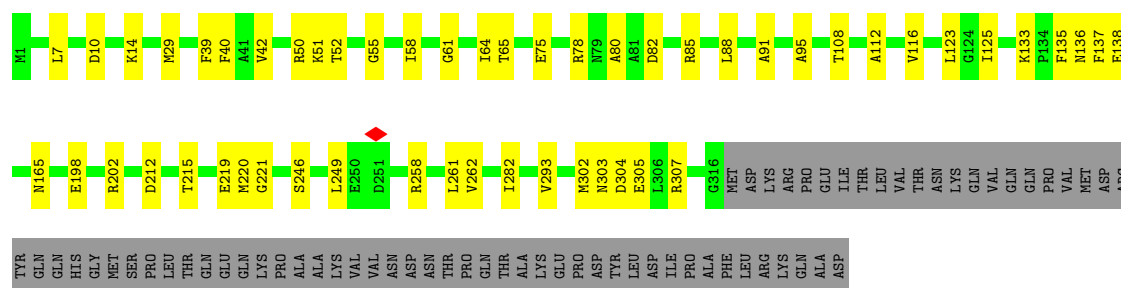 M1 L7 D10 K14 M29 F39 F40 A41 V42 R50 K51 T52 G55 I58 G61 I64 T65 E75 R78 N79 A80 A81 D82 R85 L88 A91 A95 T108 A112 V116 L123 G124 I125 K133 P134 F135 N136 F137 E138
N165 E198 R202 D212 T215 E219 M220 G221 S246 L249 E250 D251 R258 L261 V262 I282 V293 M302 N303 D304 E305 L306 R307 G316 MET ASP LYS ARG PRO GLU ILE THR LEU VAL THR ASN LYS GLN VAL GLN GLN PRO VAL MET ASP
TYR GLN GLN HIS GLY MET SER PRO LEU THR GLN GLU GLN LYS PRO ALA ALA LYS VAL VAL ASN ASP ASN THR PRO GLN THR ALA LYS GLU PRO ASP TYR LEU ASP ILE PRO ALA PHE LEU ARG LYS GLN ALA ASP